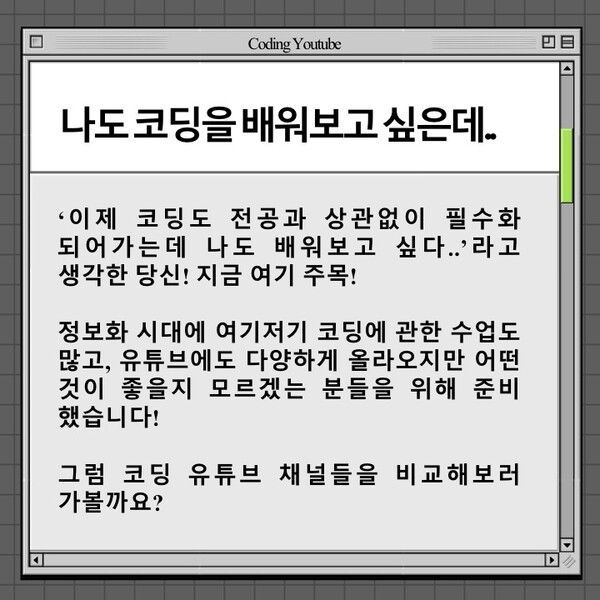 Coding Youtube
나도 코딩을 배워보고 싶은데..
‘이제 코딩도 전공과 상관없이 필수화
되어가는데 나도 배워보고 싶다..’라고
생각한 당신! 지금 여기 주목!
정보화 시대에 여기저기 코딩에 관한 수업도
많고, 유튜브에도 다양하게 올라오지만 어떤
것이 좋을지 모르겠는 분들을 위해 준비
했습니다!
그럼 코딩 유튜브 채널들을 비교해보러
가볼까요?